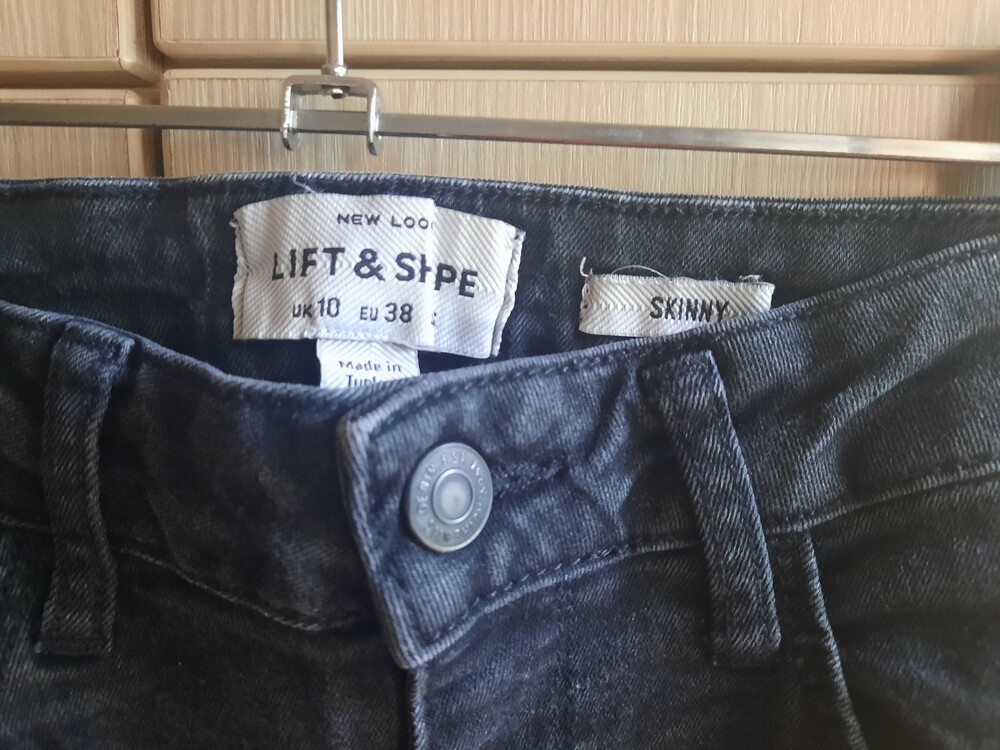 NEW LOO
LIFT & SHPE
UK 10 EU 38
Made in
SKINNY